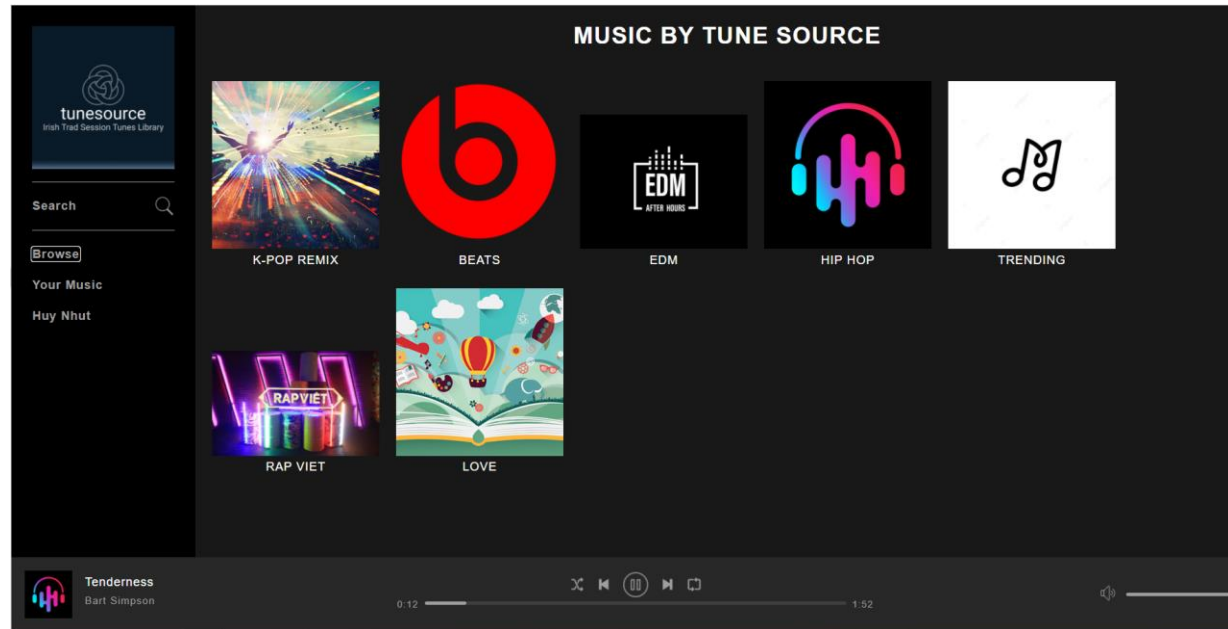 MUSIC BY TUNE SOURCE
tunesource
Irish Trad Session Tunes Library
Search
Browse
Your Music
Huy Nhut
K-POP REMIX
BEATS
EDM
AFTER HOURS
EDM
HIP HOP
TRENDING
RAP VIỆT
RAP VIET
LOVE
Tenderness
Bart Simpson
0:12
1:52